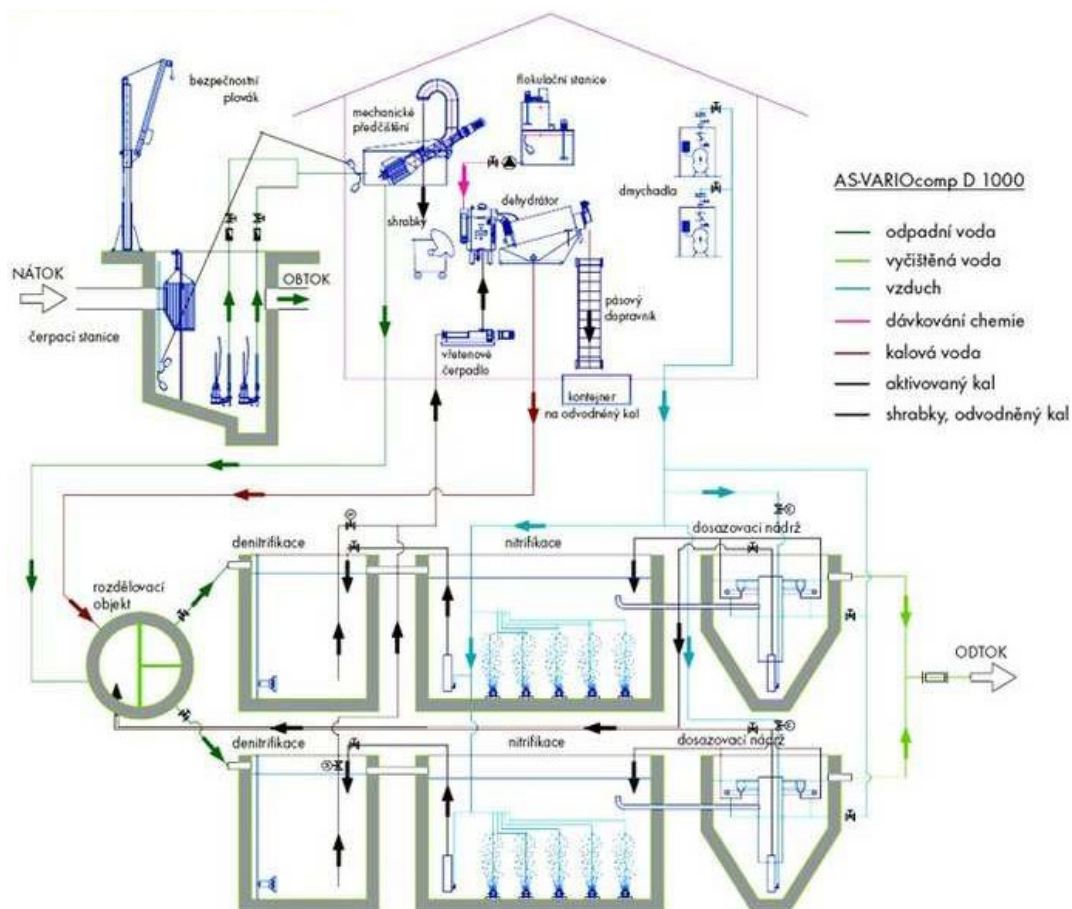 bezpečnostní
plovák
mechanické
předčištění
flokulační stanice
shrabky
dehydrátor
dmychadla
AS-VARIOcomp D 1000
odpadní voda
vyčištěná voda
vzduch
dávkování chemie
kalová voda
aktivovaný kal
shrabky, odvodněný kal
NÁTOK
OBTOK
čerpací stanice
vřetenové
čerpadlo
pásový
dopravník
kontejner
na odvodněný kal
rozdělovací
objekt
denitrifikace
nitrifikace
dosazovací nádrž
ODTOK
denitrifikace
nitrifikace
dosazovací nádrž